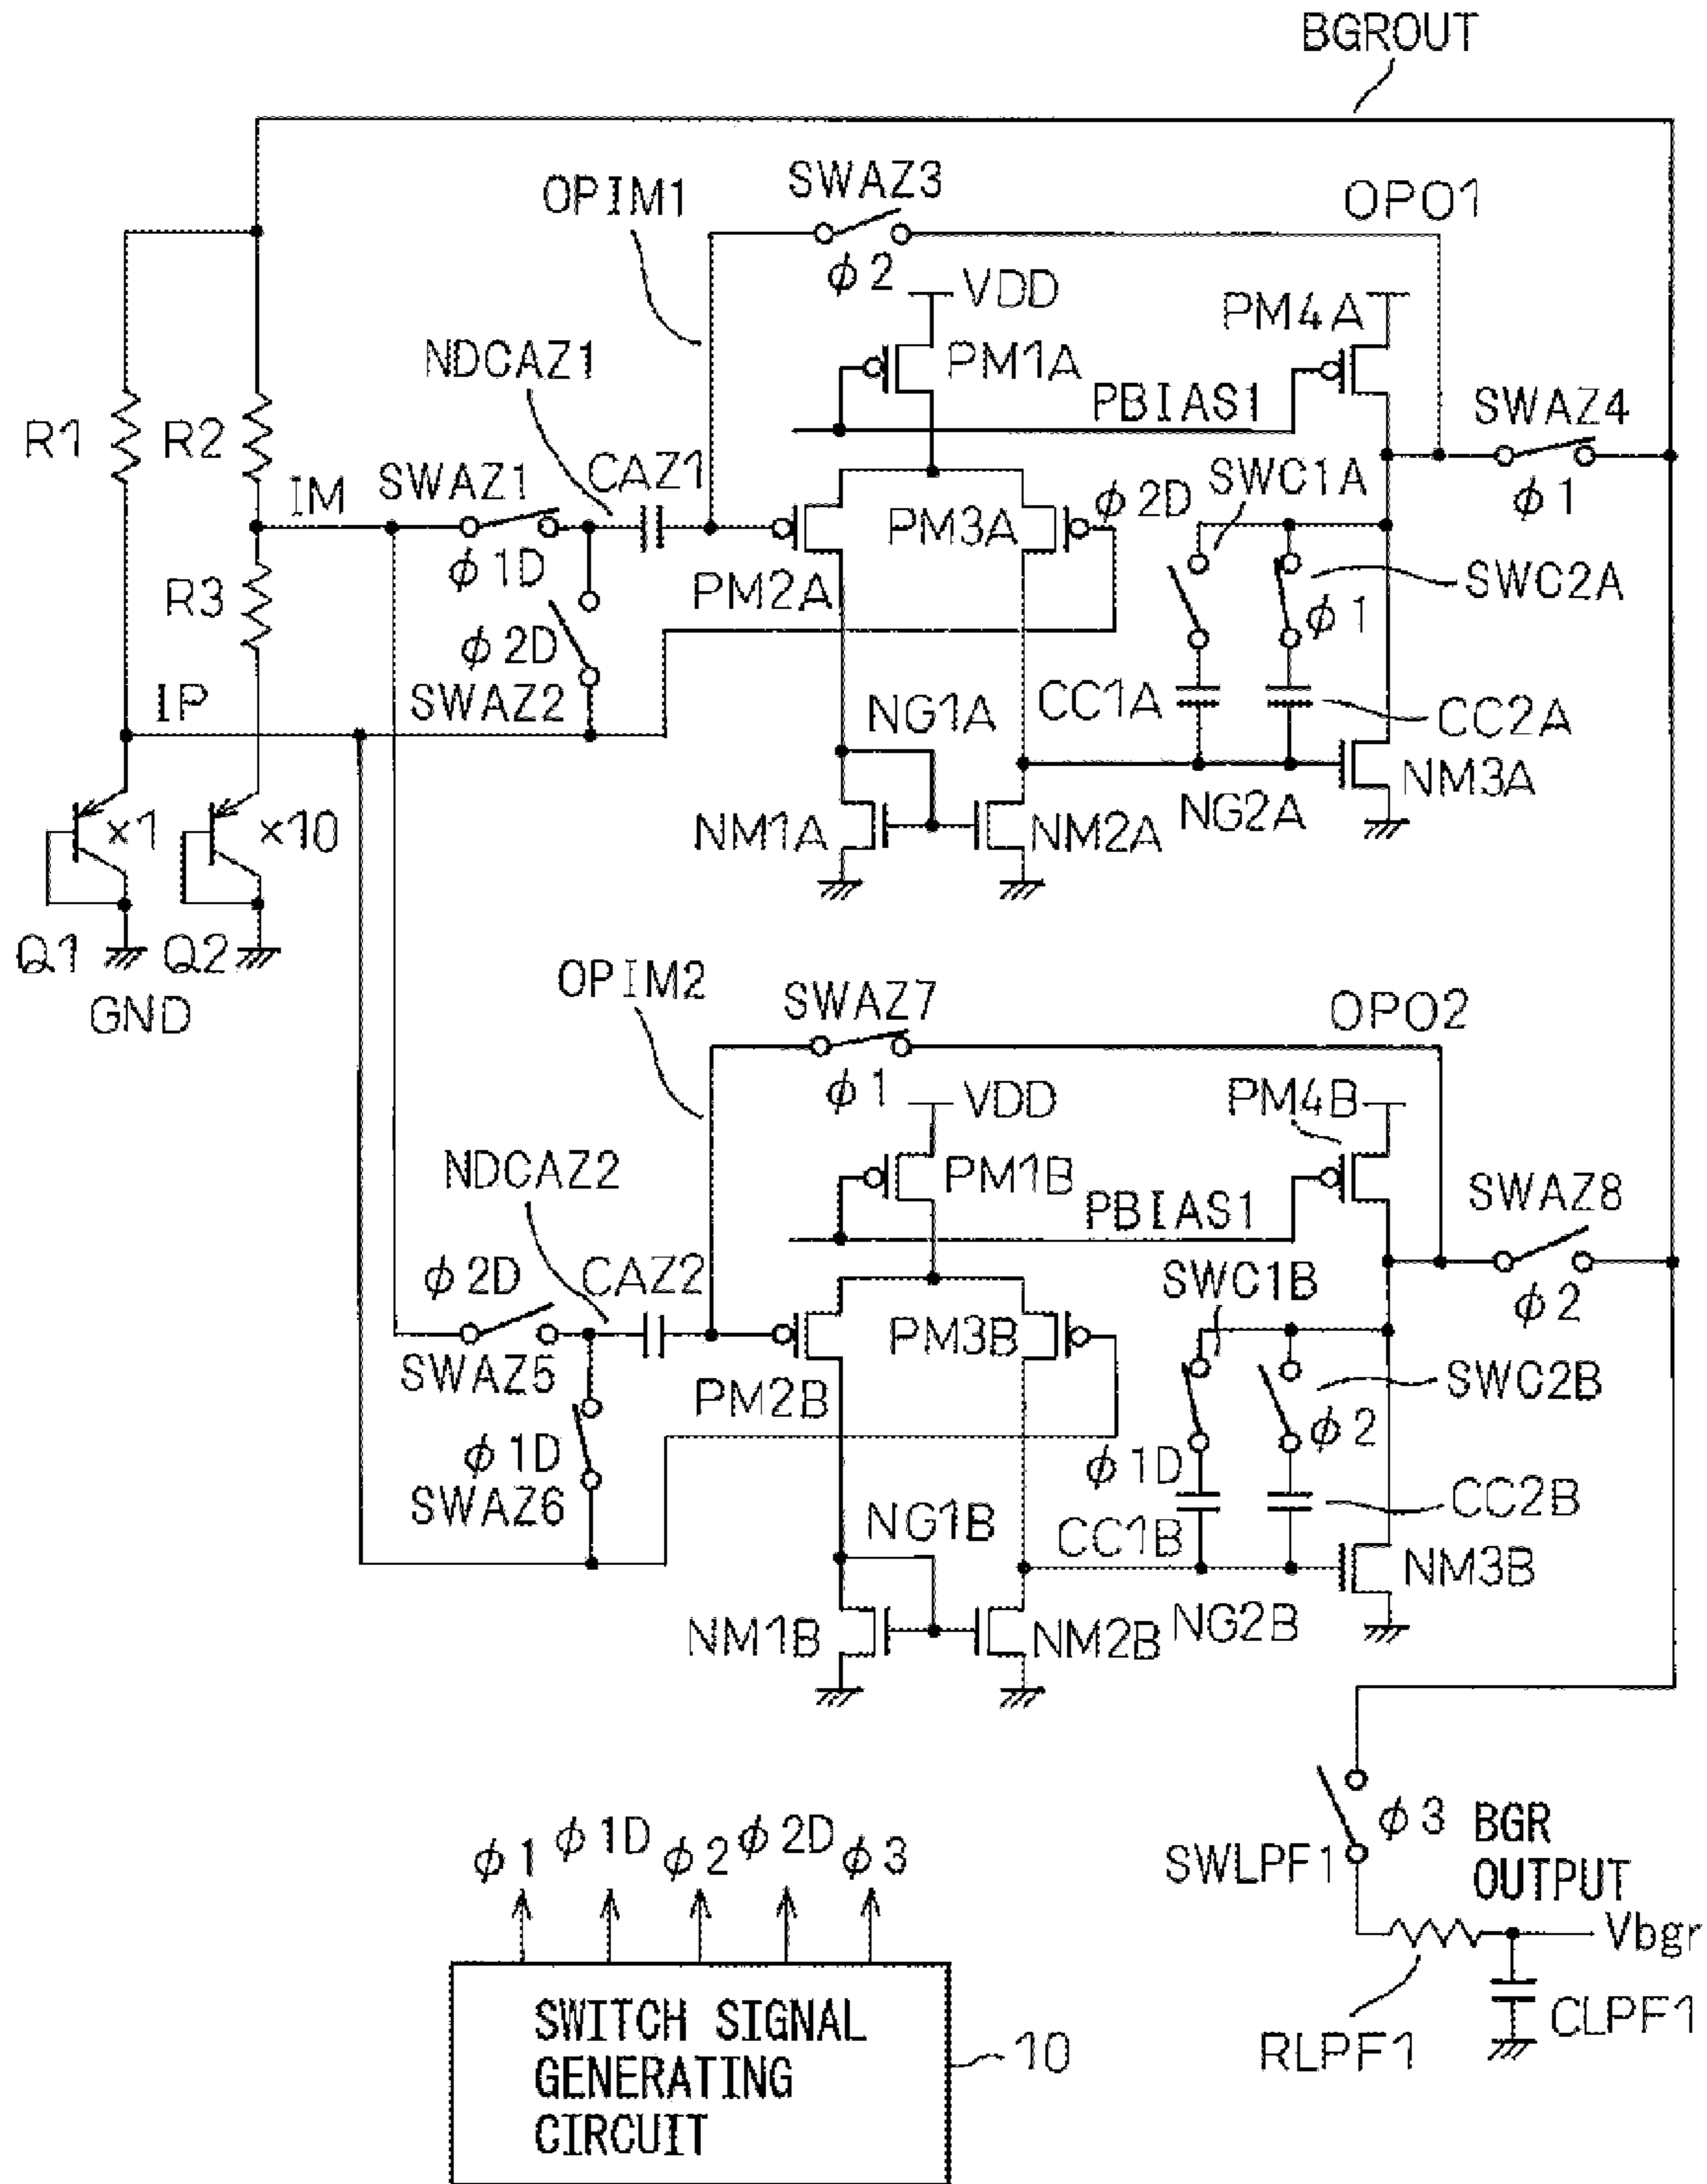 BGROUT
OPIM1
SWAZ3
OPO1
φ2
VDD
PM4A
NDCAZ1
PM1A
PBIAS1
SWAZ4
R1
R2
IM
SWAZ1
CAZ1
SWC1A
φ1
PM3A
φ2D
φ1D
R3
PM2A
SWC2A
φ1
φ2D
IP
SWAZ2
NG1A
CC1A
CC2A
NM3A
×1
×10
NM1A
NM2A
NG2A
Q1
Q2
GND
OPIM2
SWAZ7
OPO2
φ1
VDD
PM4B
NDCAZ2
PM1B
PBIAS1
SWAZ8
φ2D
CAZ2
SWC1B
φ2
PM3B
SWAZ5
PM2B
SWC2B
φ2
φ1D
φ1D
SWAZ6
NG1B
CC1B
CC2B
NM3B
NM1B
NM2B
NG2B
φ3
BGR
OUTPUT
SWLPF1
Vbgr
CLPF1
RLPF1
φ1
φ1D
φ2
φ2D
φ3
SWITCH SIGNAL
GENERATING
CIRCUIT
10